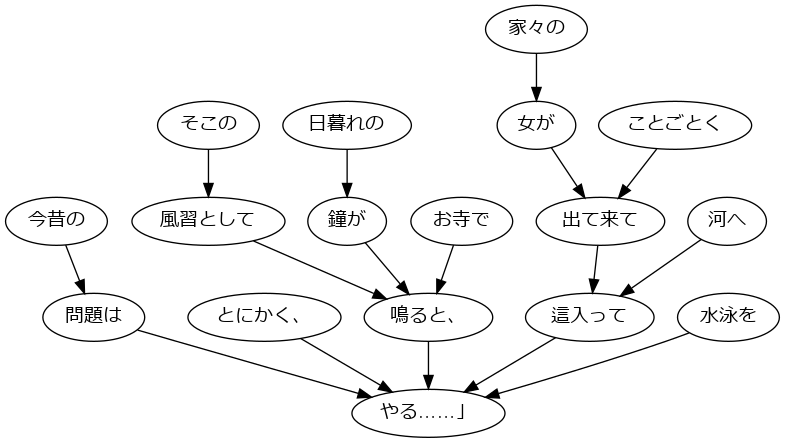 家々の
そこの
日暮れの
女が
ことごとく
今昔の
風習として
鐘が
お寺で
出て来て
河へ
問題は
とにかく、
鳴ると、
這入って
水泳を
やる……」